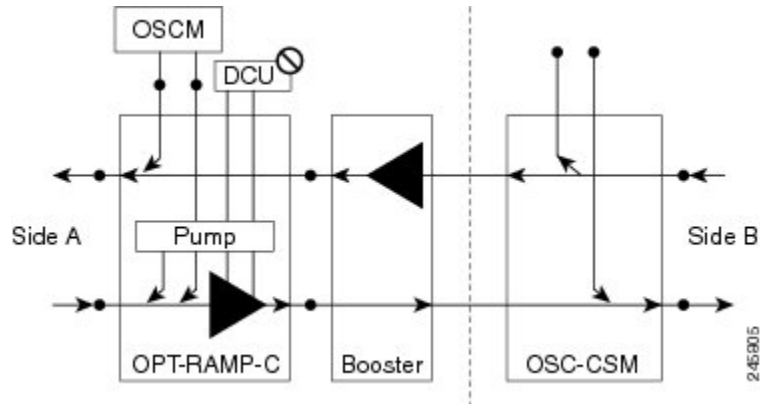 OSCM
DCU
Side A
Pump
Side B
OPT-RAMP-C
Booster
OSC-CSM
245905